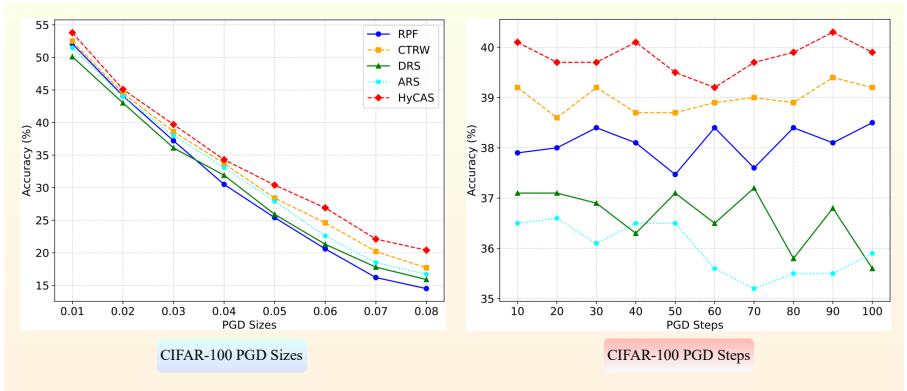 55
50
45
40
35
30
25
20
15
Accuracy (%)
0.01 0.02 0.03 0.04 0.05 0.06 0.07 0.08
PGD Sizes
RPF
CTRW
DRS
ARS
HyCAS
CIFAR-100 PGD Sizes
40
39
38
37
36
35
Accuracy (%)
10 20 30 40 50 60 70 80 90 100
PGD Steps
CIFAR-100 PGD Steps